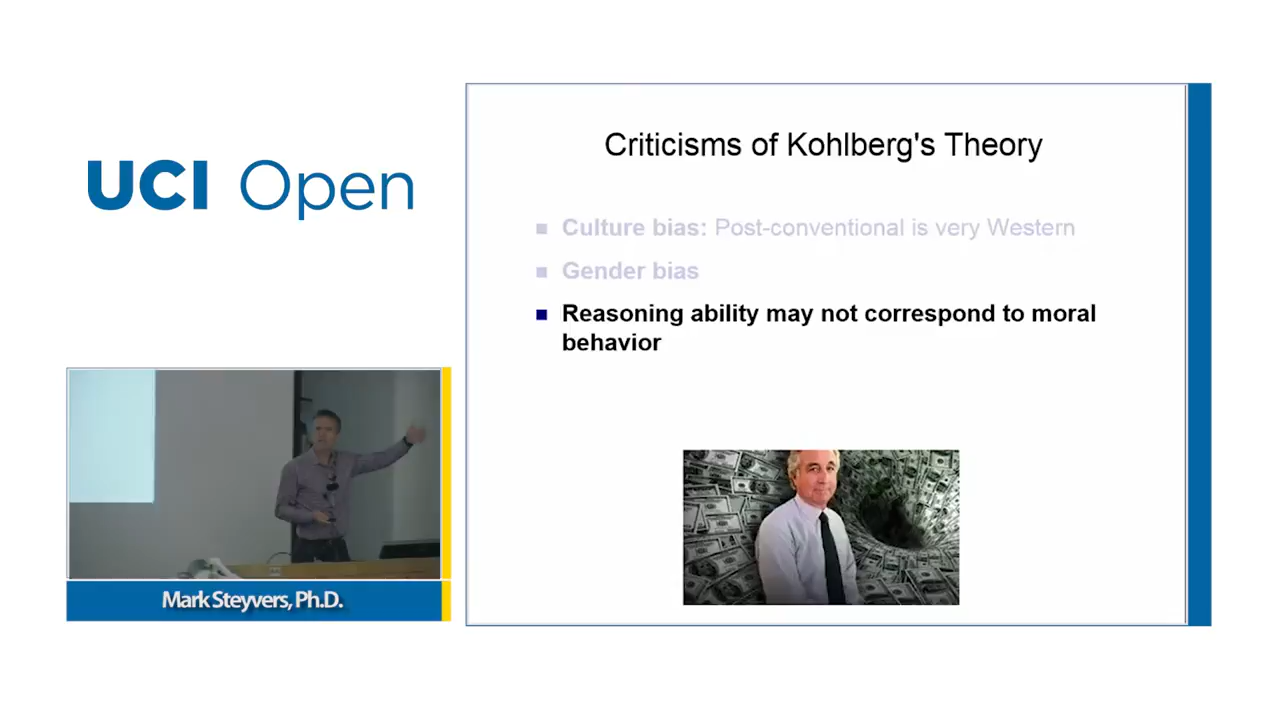 UCI Open
Criticisms of Kohlberg's Theory
Culture bias: Post-conventional is very Western
Gender bias
Reasoning ability may not correspond to moral
behavior
Mark Steyvers, Ph.D.